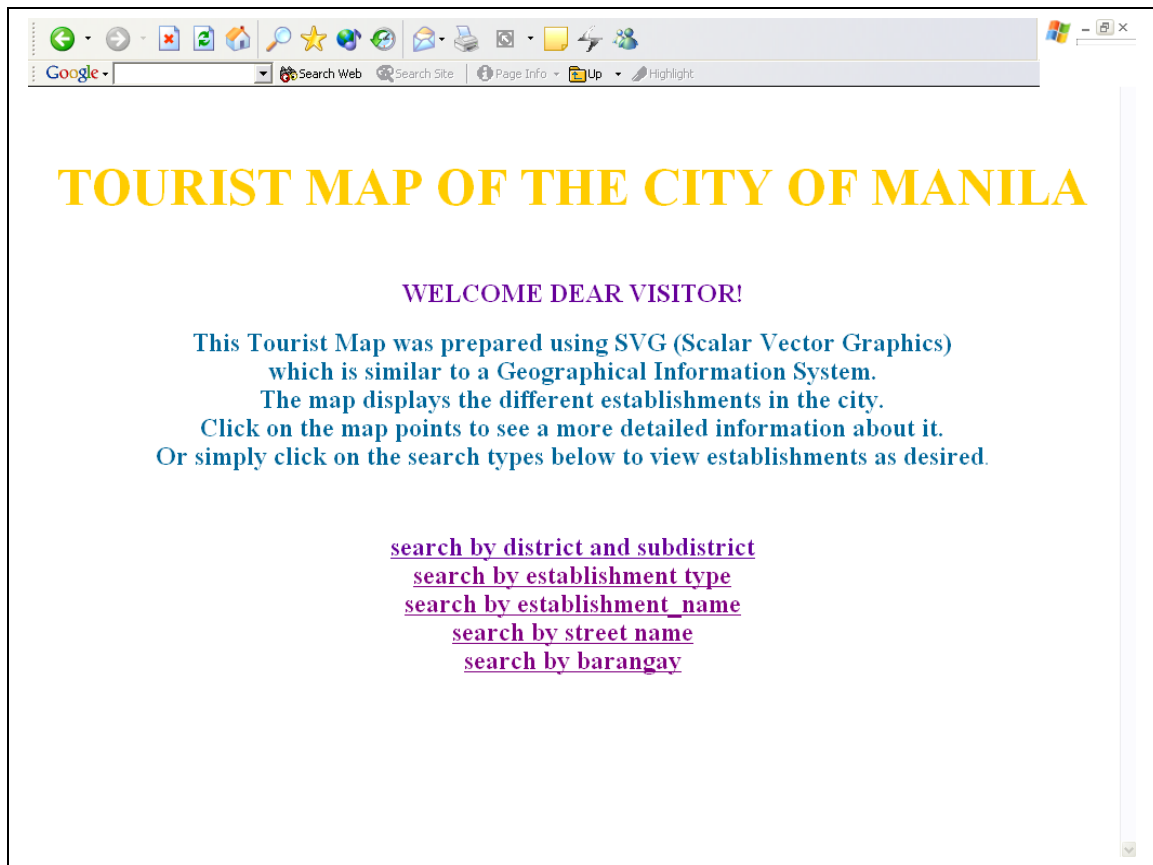 Google
Search Web Search Site Page Info Up Highlight
TOURIST MAP OF THE CITY OF MANILA
WELCOME DEAR VISITOR!
This Tourist Map was prepared using SVG (Scalar Vector Graphics)
which is similar to a Geographical Information System.
The map displays the different establishments in the city.
Click on the map points to see a more detailed information about it.
Or simply click on the search types below to view establishments as desired.
search by district and subdistrict
search by establishment type
search by establishment_name
search by street name
search by barangay